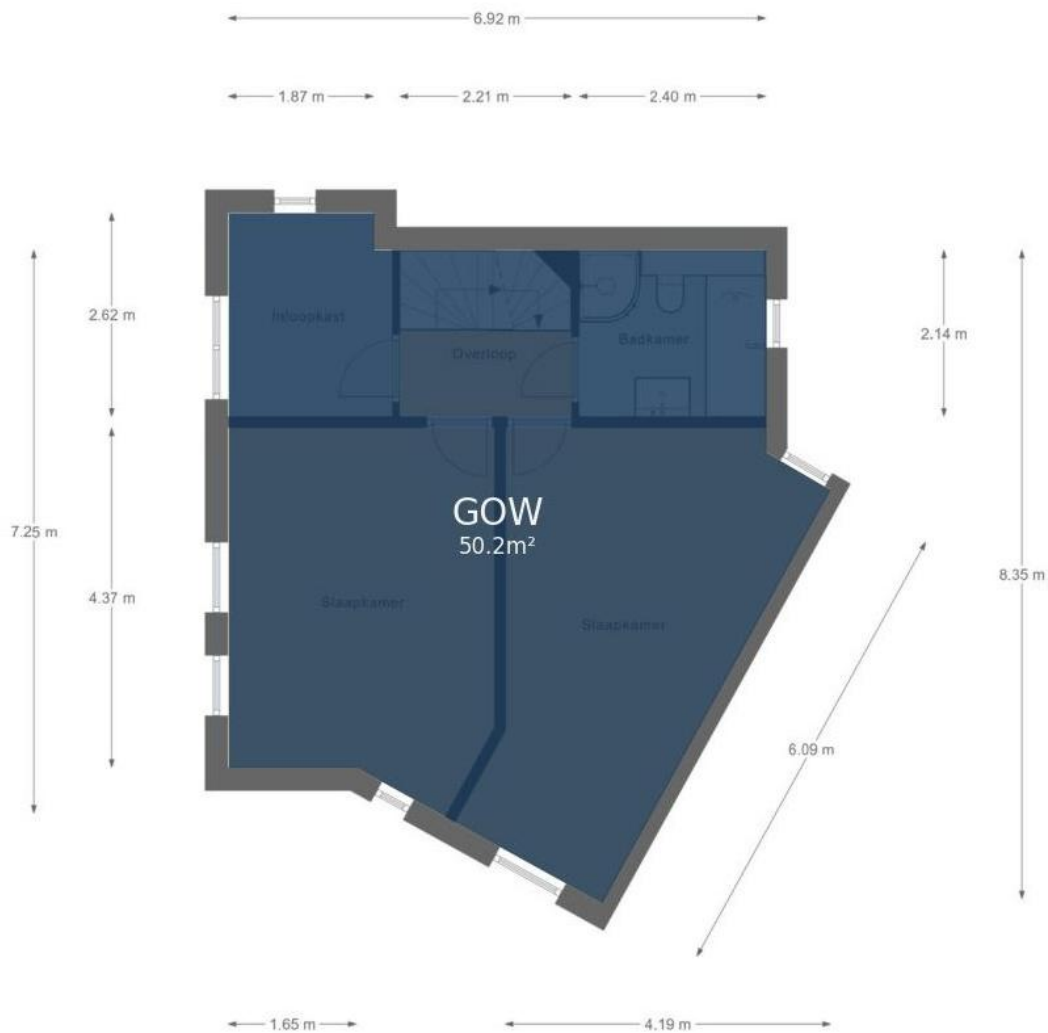 6.92 m
1.87 m
2.21 m
2.40 m
2.62 m
Inloopkast
Overloop
Badkamer
2.14 m
7.25 m
GOW
50.2m²
4.37 m
Slaapkamer
Slaapkamer
8.35 m
6.09 m
1.65 m
4.19 m